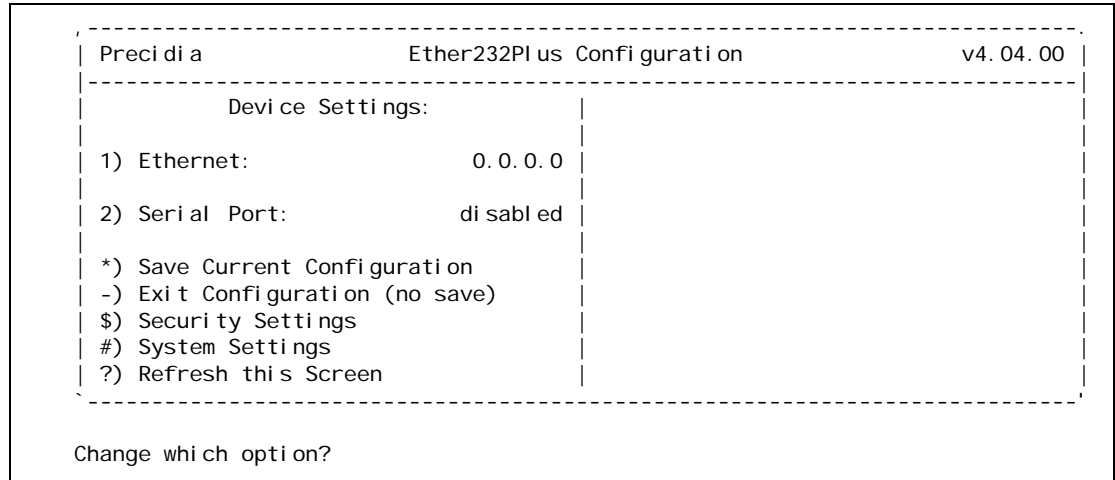 Precidia Ether232Plus Configuration v4.04.00
Device Settings:
1) Ethernet: 0.0.0.0
2) Serial Port: disabled
*) Save Current Configuration
-) Exit Configuration (no save)
$) Security Settings
#) System Settings
?) Refresh this Screen
Change which option?